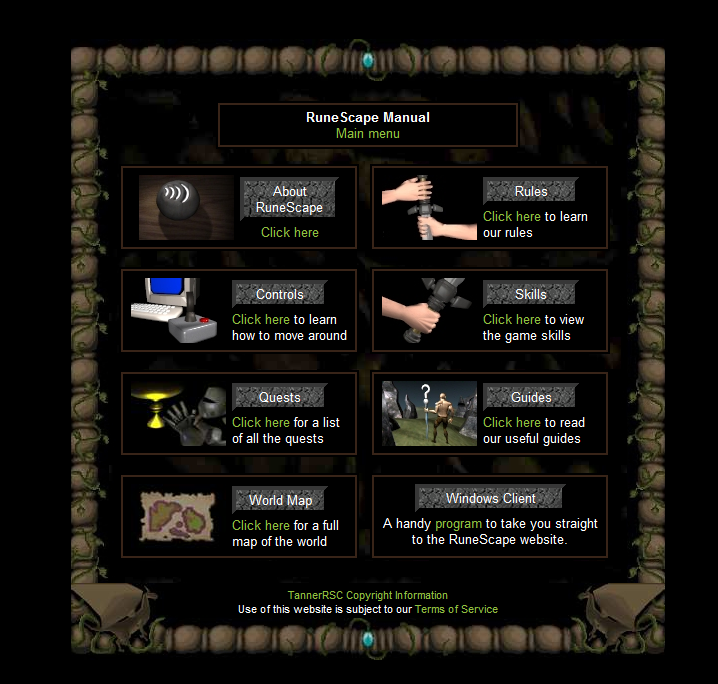 RuneScape Manual
Main menu
About
RuneScape
Click here
Rules
Click here to learn
our rules
Controls
Click here to learn
how to move around
Skills
Click here to view
the game skills
Quests
Click here for a list
of all the quests
Guides
Click here to read
our useful guides
World Map
Click here for a full
map of the world
Windows Client
A handy program to take you straight
to the RuneScape website.
TannerRSC Copyright Information
Use of this website is subject to our Terms of Service